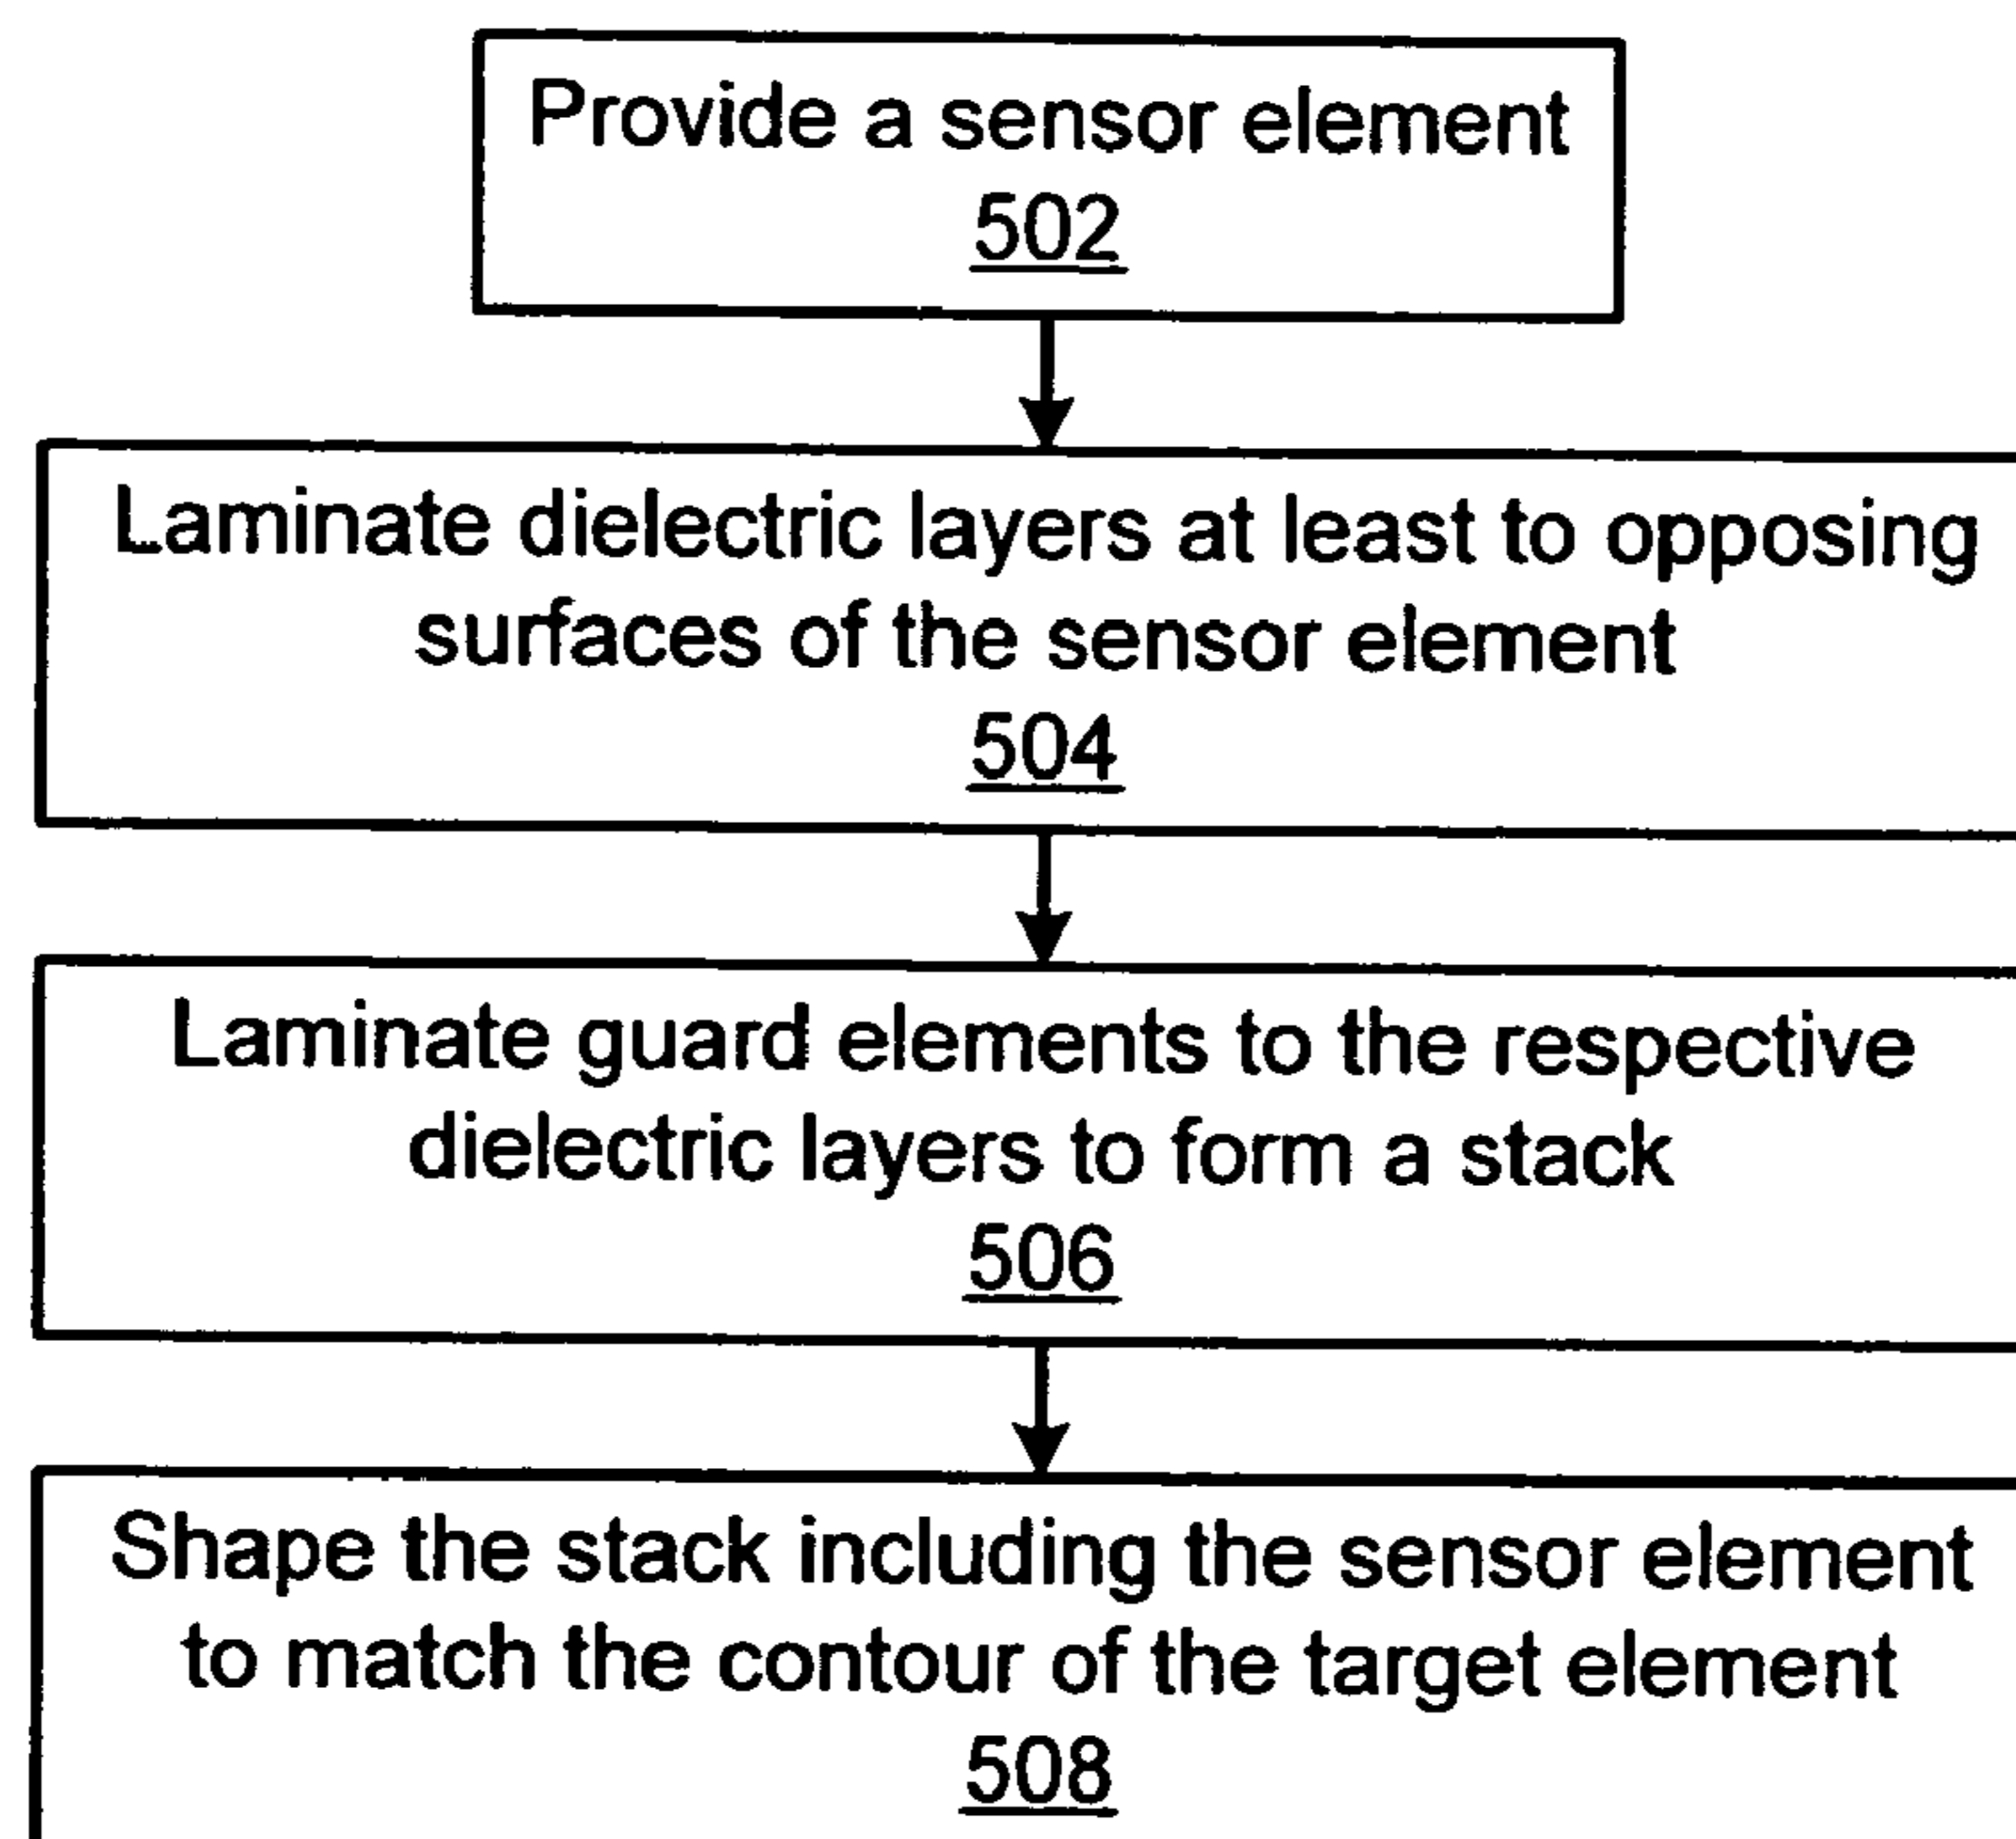 Provide a sensor element
502
Laminate dielectric layers at least to opposing
surfaces of the sensor element
504
Laminate guard elements to the respective
dielectric layers to form a stack
506
Shape the stack including the sensor element
to match the contour of the target element
508